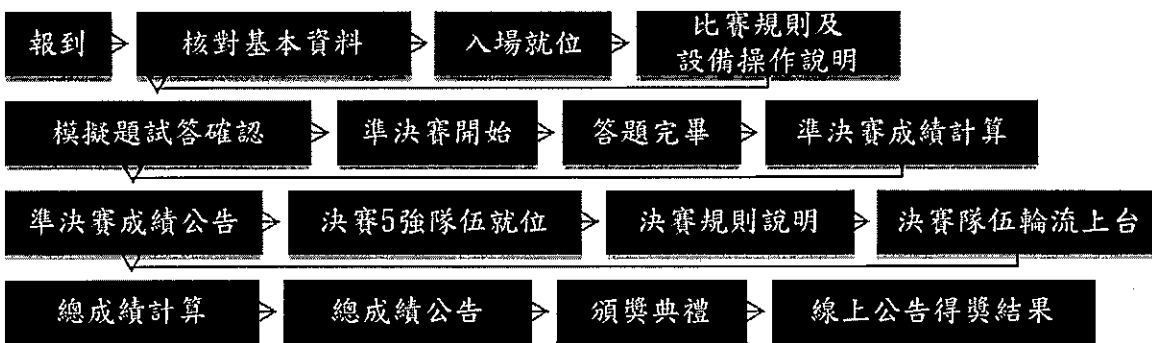 報到
核對基本資料
入場就位
比賽規則及
設備操作說明
模擬題試答確認
準決賽開始
答題完畢
準決賽成績計算
準決賽成績公告
決賽5強隊伍就位
決賽規則說明
決賽隊伍輪流上台
總成績計算
總成績公告
頒獎典禮
線上公告得獎結果